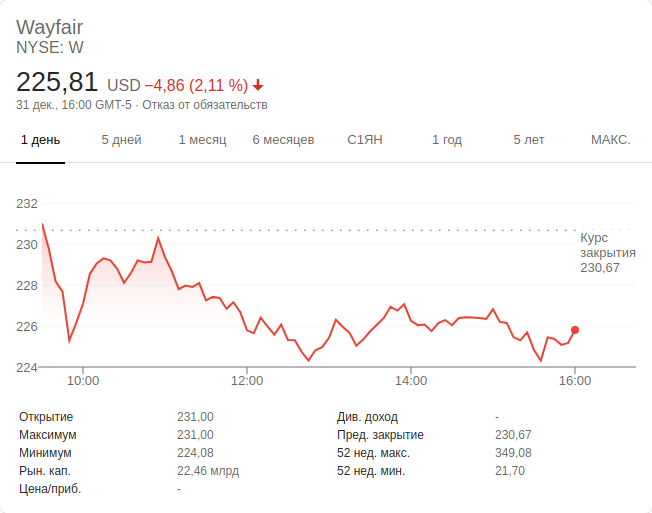 Wayfair
NYSE: W
225,81 USD −4,86 (2,11 %)
31 дек., 16:00 GMT-5 · Отказ от обязательств
1 день 5 дней 1 месяц 6 месяцев С1ЯН 1 год 5 лет МАКС.
232
230
228
226
224
Курс
закрытия
230,67
10:00 12:00 14:00 16:00
Открытие 231,00 Див. доход -
Максимум 231,00 Пред. закрытие 230,67
Минимум 224,08 52 нед. макс. 349,08
Рын. кап. 22,46 млрд 52 нед. мин. 21,70
Цена/приб. -